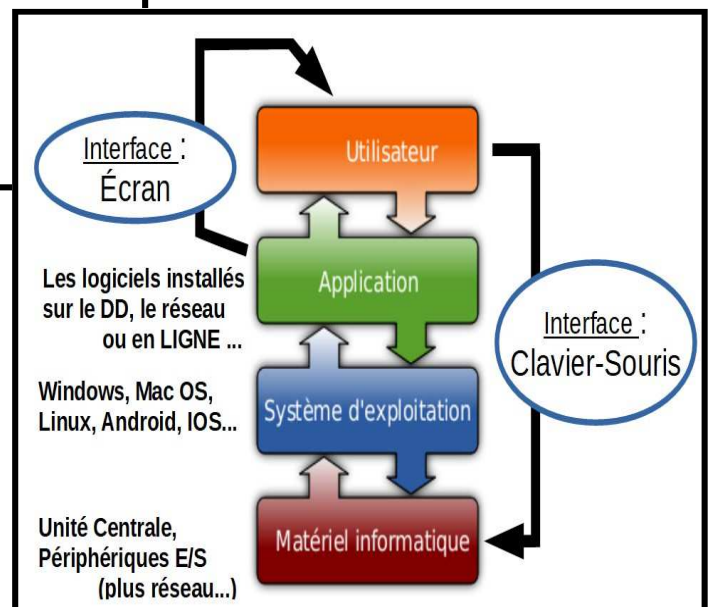 Utilisateur
Interface :
Écran
Application
Les logiciels installés
sur le DD, le réseau
ou en LIGNE ...
Interface :
Clavier-Souris
Windows, Mac OS,
Linux, Android, IOS...
Système d'exploitation
Unité Centrale,
Périphériques E/S
(plus réseau...)
Matériel informatique